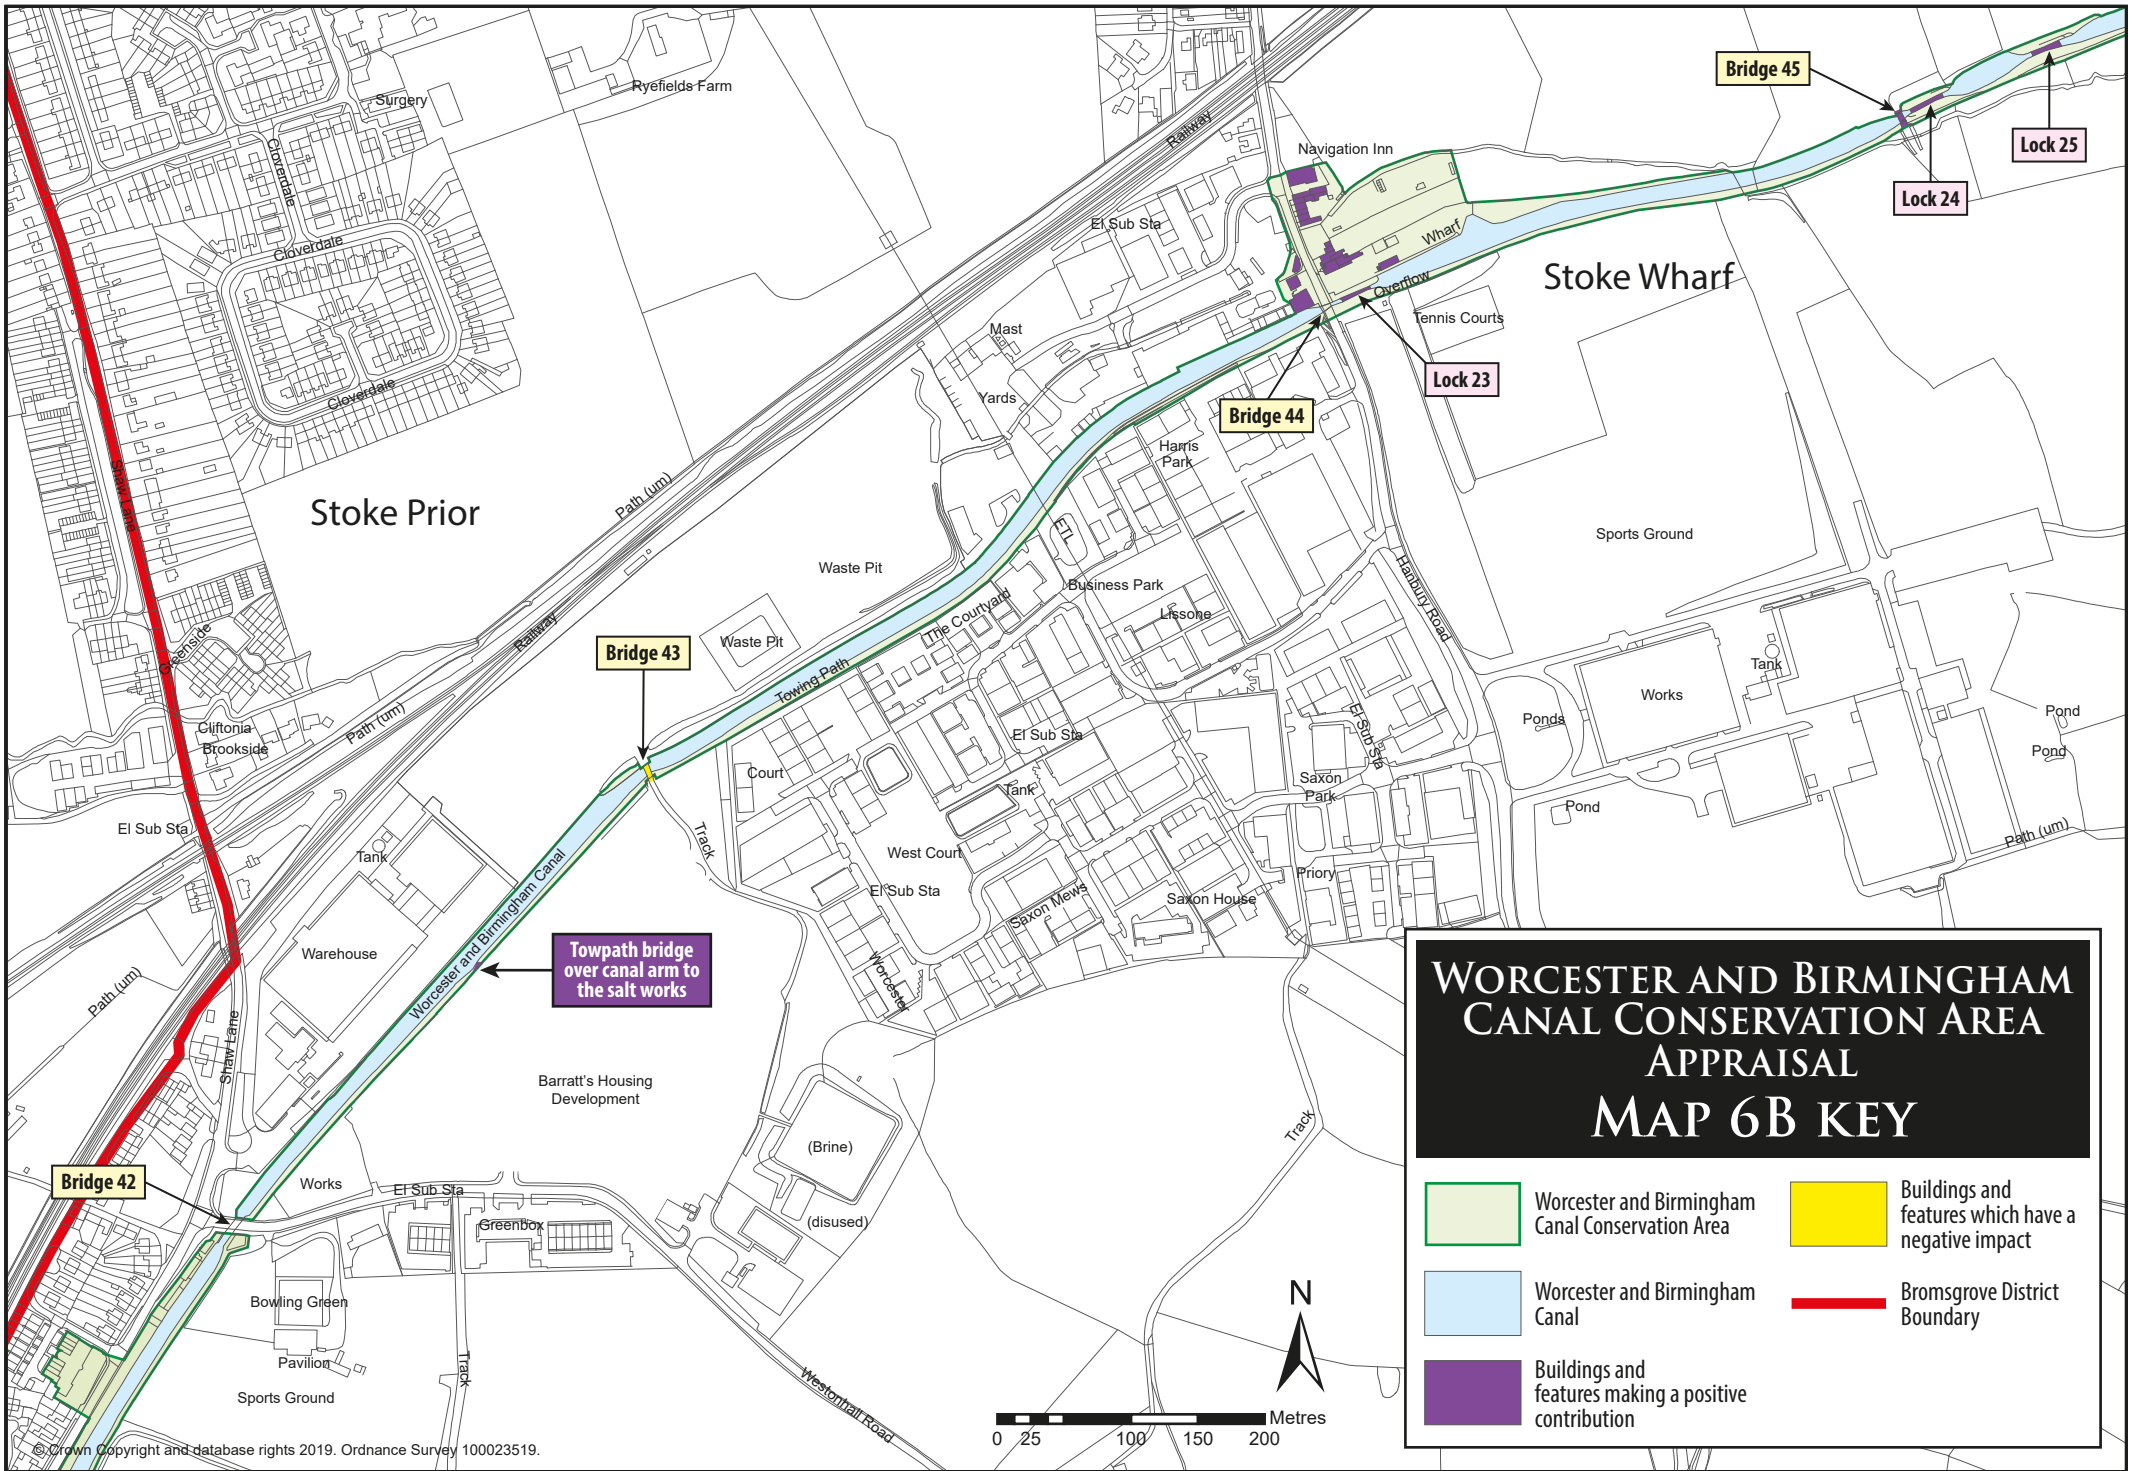 Surgery
Ryefields Farm
Railway
Navigation Inn
Bridge 45
Lock 25
Lock 24
Cloverdale
Cloverdale
Cloverdale
El Sub Sta
Wharf
Overflow
Stoke Wharf
Tennis Courts
Mast
Yards
Lock 23
Bridge 44
Harris
Park
Shaw Lane
Stoke Prior
Path (um)
ETL
Sports Ground
Waste Pit
Business Park
Hanbury Road
The Courtyard
Lissone
Greenside
Railway
Bridge 43
Waste Pit
Towing Path
Tank
Works
Ponds
Pond
Pond
Cliftonia
Brookside
Path (um)
El Sub Sta
El Sub Sta
Court
Tank
Saxon
Park
Pond
Path (um)
El Sub Sta
Tank
Track
West Court
El Sub Sta
Priory
Saxon Mews
Saxon House
Worcester and Birmingham Canal
Warehouse
Towpath bridge
over canal arm to
the salt works
Worcester
Path (um)
Shaw Lane
Barratt's Housing
Development
(Brine)
Track
Bridge 42
Works
El Sub Sta
Greenbox
(disused)
Bowling Green
Pavilion
Sports Ground
Track
Westonhall Road
N
Metres
0 25 100 150 200
© Crown Copyright and database rights 2019. Ordnance Survey 100023519.
Worcester and Birmingham
Canal Conservation Area
Appraisal
Map 6B key
Worcester and Birmingham
Canal Conservation Area
Worcester and Birmingham
Canal
Buildings and
features making a positive
contribution
Buildings and
features which have a
negative impact
Bromsgrove District
Boundary